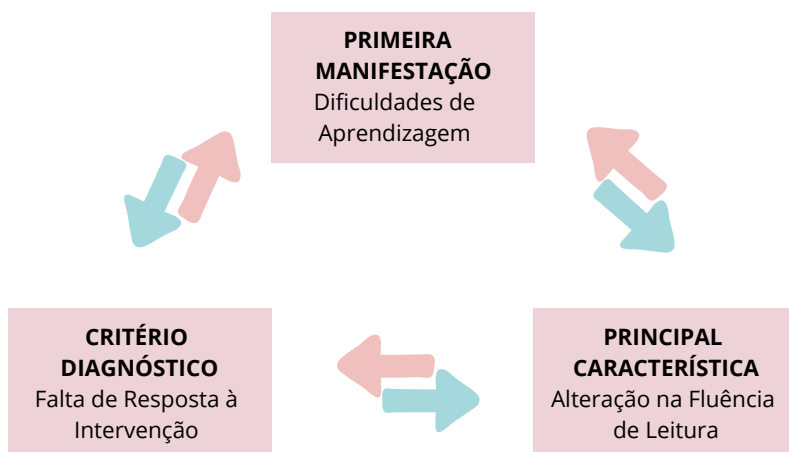 PRIMEIRA
MANIFESTAÇÃO
Dificuldades de
Aprendizagem
CRITÉRIO
DIAGNÓSTICO
Falta de Resposta à
Intervenção
PRINCIPAL
CARACTERÍSTICA
Alteração na Fluência
de Leitura